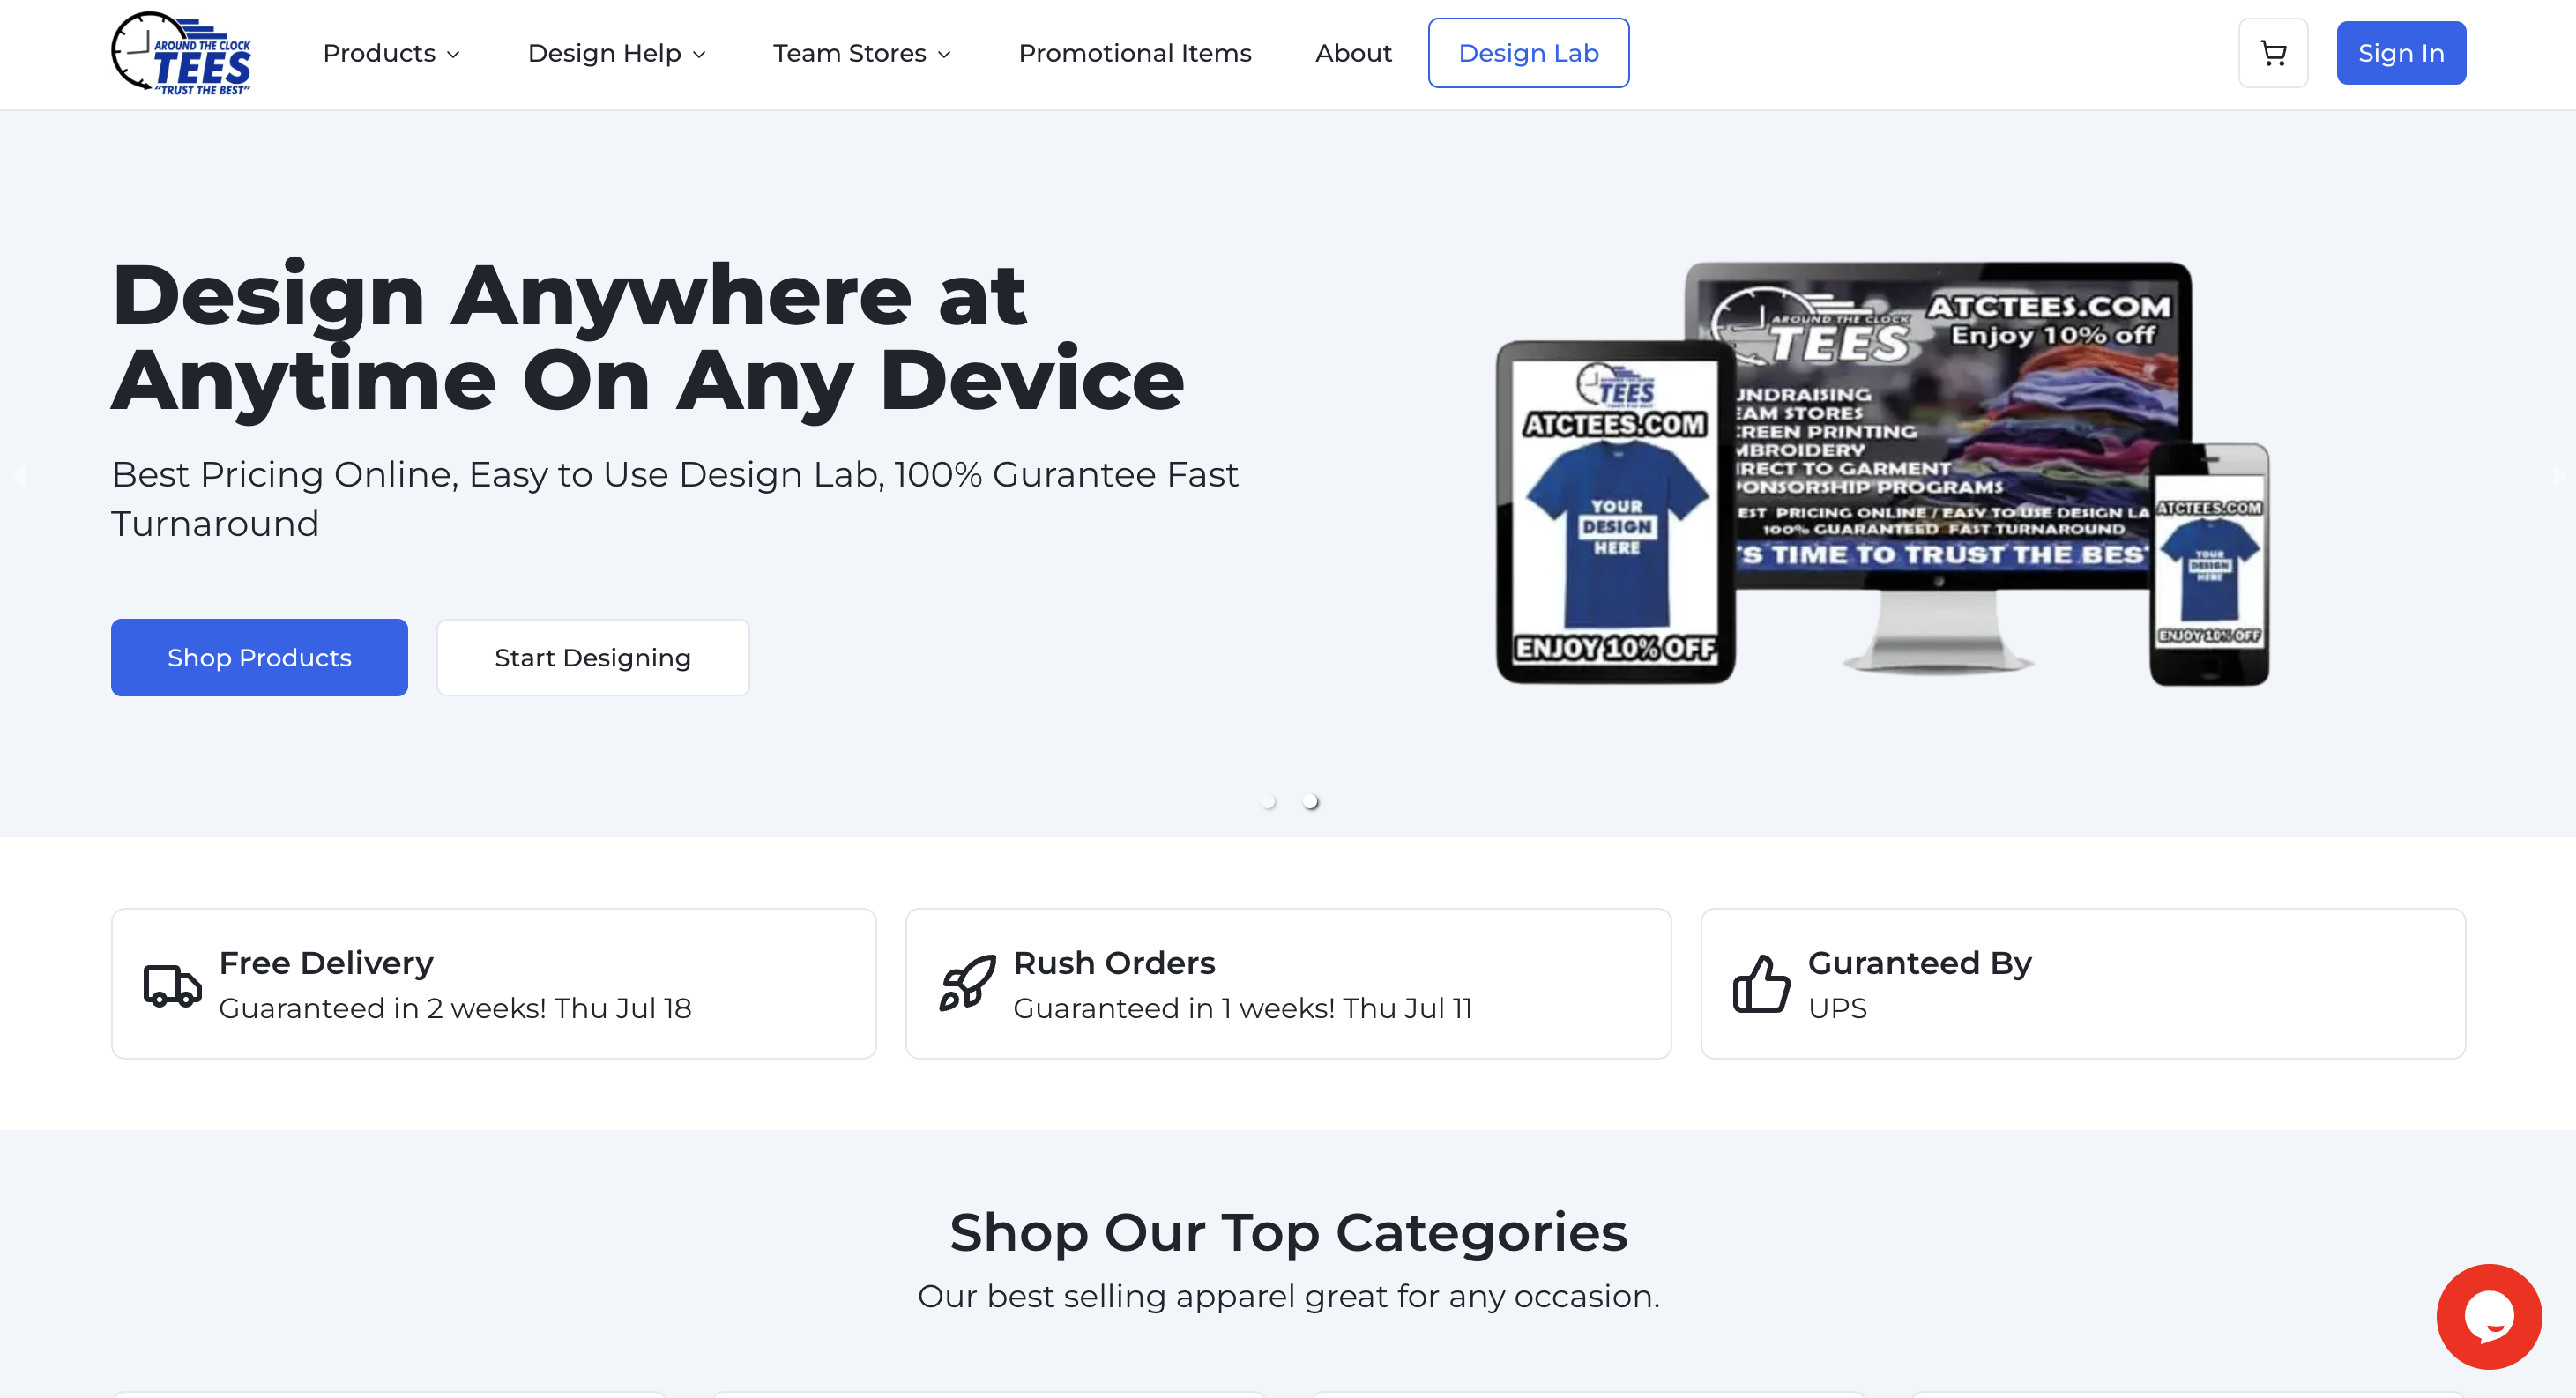 AROUND THE CLOCK
TEES
"TRUST THE BEST"
Products
Design Help
Team Stores
Promotional Items
About
Design Lab
Sign In
Design Anywhere at
Anytime On Any Device
Best Pricing Online, Easy to Use Design Lab, 100% Gurantee Fast
Turnaround
Shop Products
Start Designing
AROUND THE CLOCK
TEES
ATCTEES.COM
Enjoy 10% off
UNDRAISING
EAM STORES
CREEN PRINTING
MBROIDERY
IRECT TO GARMENT
PONSORSHIP PROGRAMS
EST PRICING ONLINE / EASY TO USE DESIGN LA
100% GUARANTEED FAST TURNAROUND
'S TIME TO TRUST THE BES
TEES
ATCTEES.COM
YOUR
DESIGN
HERE
ENJOY 10% OFF
ATCTEES.COM
YOUR
DESIGN
HERE
ENJOY 10% OFF
Free Delivery
Guaranteed in 2 weeks! Thu Jul 18
Rush Orders
Guaranteed in 1 weeks! Thu Jul 11
Guranteed By
UPS
Shop Our Top Categories
Our best selling apparel great for any occasion.